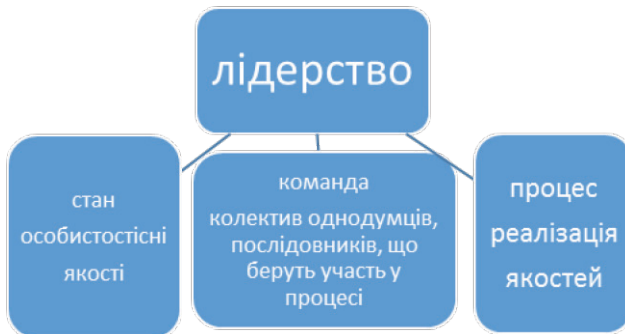 лідерство
стан
особистостісні
якості
команда
колектив однодумців,
послідовників, що
беруть участь у
процесі
процес
реалізація
якостей